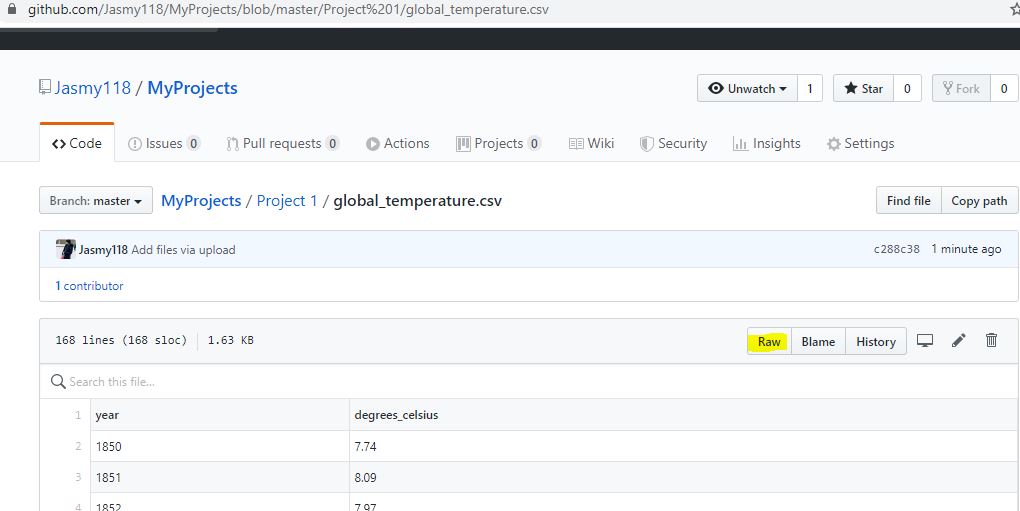 github.com/Jasmy118/MyProjects/blob/master/Project%201/global_temperature.csv
Jasmy118 / MyProjects
Unwatch 1 Star 0 Fork 0
Code Issues 0 Pull requests 0 Actions Projects 0 Wiki Security Insights Settings
Branch: master MyProjects / Project 1 / global_temperature.csv Find file Copy path
Jasmy118 Add files via upload c288c38 1 minute ago
1 contributor
168 lines (168 sloc) 1.63 KB Raw Blame History
Search this file...
1 year degrees_celsius
2 1850 7.74
3 1851 8.09
4 1852 7.97